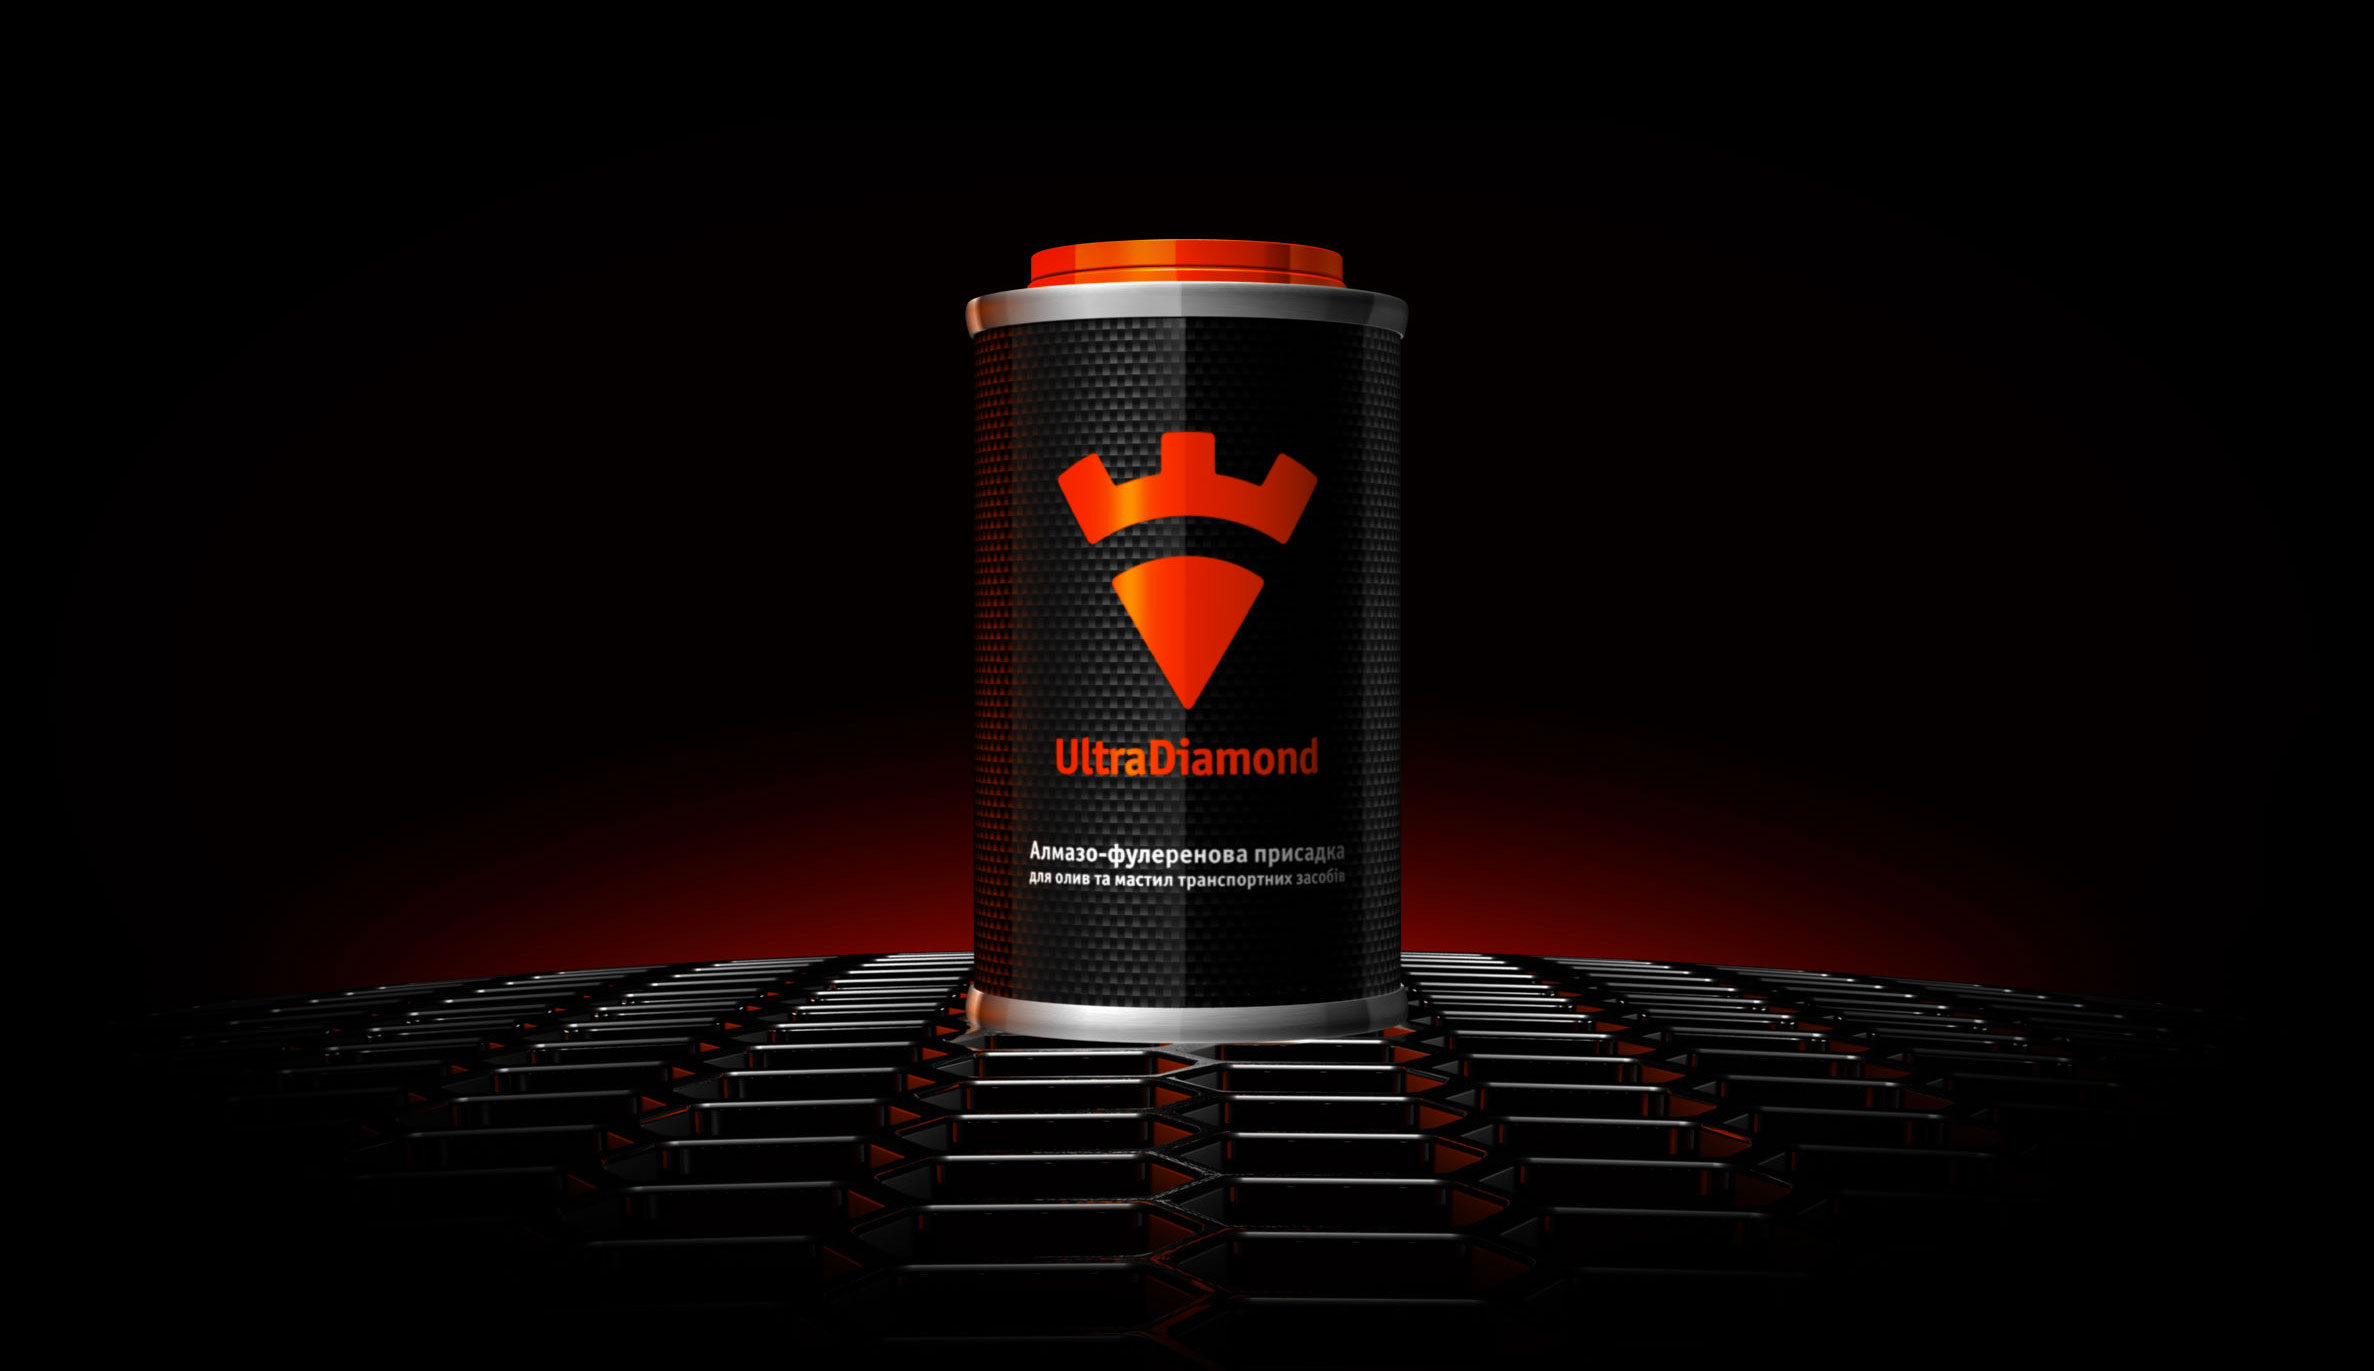 UltraDiamond
Алмазо-фулеренова присадка
для олив та мастил транспортних засобів